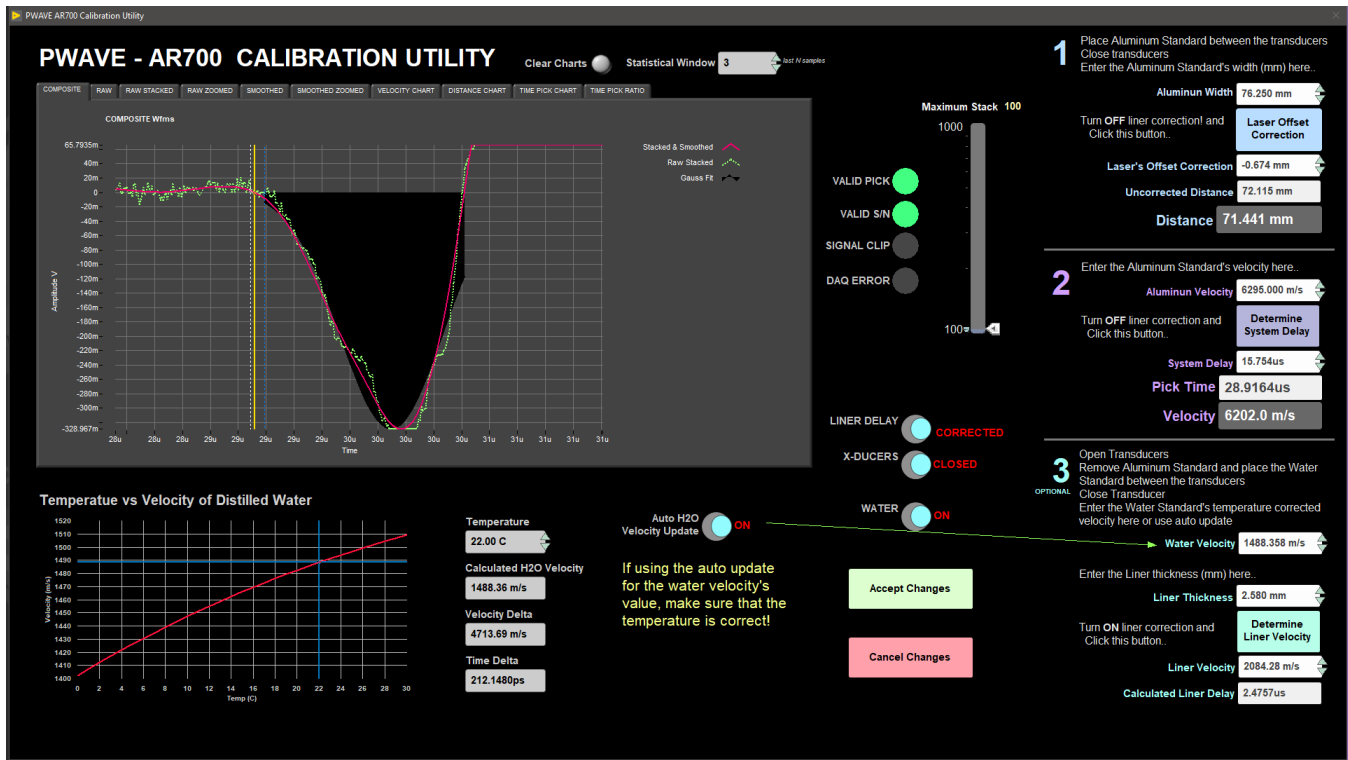 PWAVE AR700 Calibration Utility
PWAVE - AR700 CALIBRATION UTILITY
Clear Charts
Statistical Window
3
last N samples
COMPOSITE
RAW
RAW STACKED
RAW ZOOMED
SMOOTHED
SMOOTHED ZOOMED
VELOCITY CHART
DISTANCE CHART
TIME PICK CHART
TIME PICK RATIO
COMPOSITE Wfms
Stacked & Smoothed
Raw Stacked
Gauss Fit
Amplitude V
65.7935m
40m
20m
0
-20m
-40m
-60m
-80m
-100m
-120m
-140m
-160m
-180m
-200m
-220m
-240m
-260m
-280m
-300m
-328.967m
28u
28u
28u
29u
29u
29u
29u
29u
30u
30u
30u
30u
30u
31u
31u
31u
31u
31u
Time
Maximum Stack 100
1000
100
VALID PICK
VALID S/N
SIGNAL CLIP
DAQ ERROR
LINER DELAY
CORRECTED
X-DUCERS
CLOSED
WATER
ON
Accept Changes
Cancel Changes
1
Place Aluminum Standard between the transducers
Close transducers
Enter the Aluminum Standard's width (mm) here..
Aluminun Width
76.250 mm
Turn OFF liner correction! and
Click this button..
Laser Offset
Correction
Laser's Offset Correction
-0.674 mm
Uncorrected Distance
72.115 mm
Distance
71.441 mm
2
Enter the Aluminum Standard's velocity here..
Aluminun Velocity
6295.000 m/s
Turn OFF liner correction and
Click this button..
Determine
System Delay
System Delay
15.754us
Pick Time
28.9164us
Velocity
6202.0 m/s
3
OPTIONAL
Open Transducers
Remove Aluminum Standard and place the Water
Standard between the transducers
Close Transducer
Enter the Water Standard's temperature corrected
velocity here or use auto update
Water Velocity
1488.358 m/s
Enter the Liner thickness (mm) here..
Liner Thickness
2.580 mm
Turn ON liner correction and
Click this button..
Determine
Liner Velocity
Liner Velocity
2084.28 m/s
Calculated Liner Delay
2.4757us
Temperatue vs Velocity of Distilled Water
Velocity (m/s)
1520
1510
1500
1490
1480
1470
1460
1450
1440
1430
1420
1410
1400
0 2 4 6 8 10 12 14 16 18 20 22 24 26 28 30
Temp (C)
Temperature
22.00 C
Calculated H2O Velocity
1488.36 m/s
Velocity Delta
4713.69 m/s
Time Delta
212.1480ps
Auto H2O
Velocity Update
ON
If using the auto update
for the water velocity's
value, make sure that the
temperature is correct!